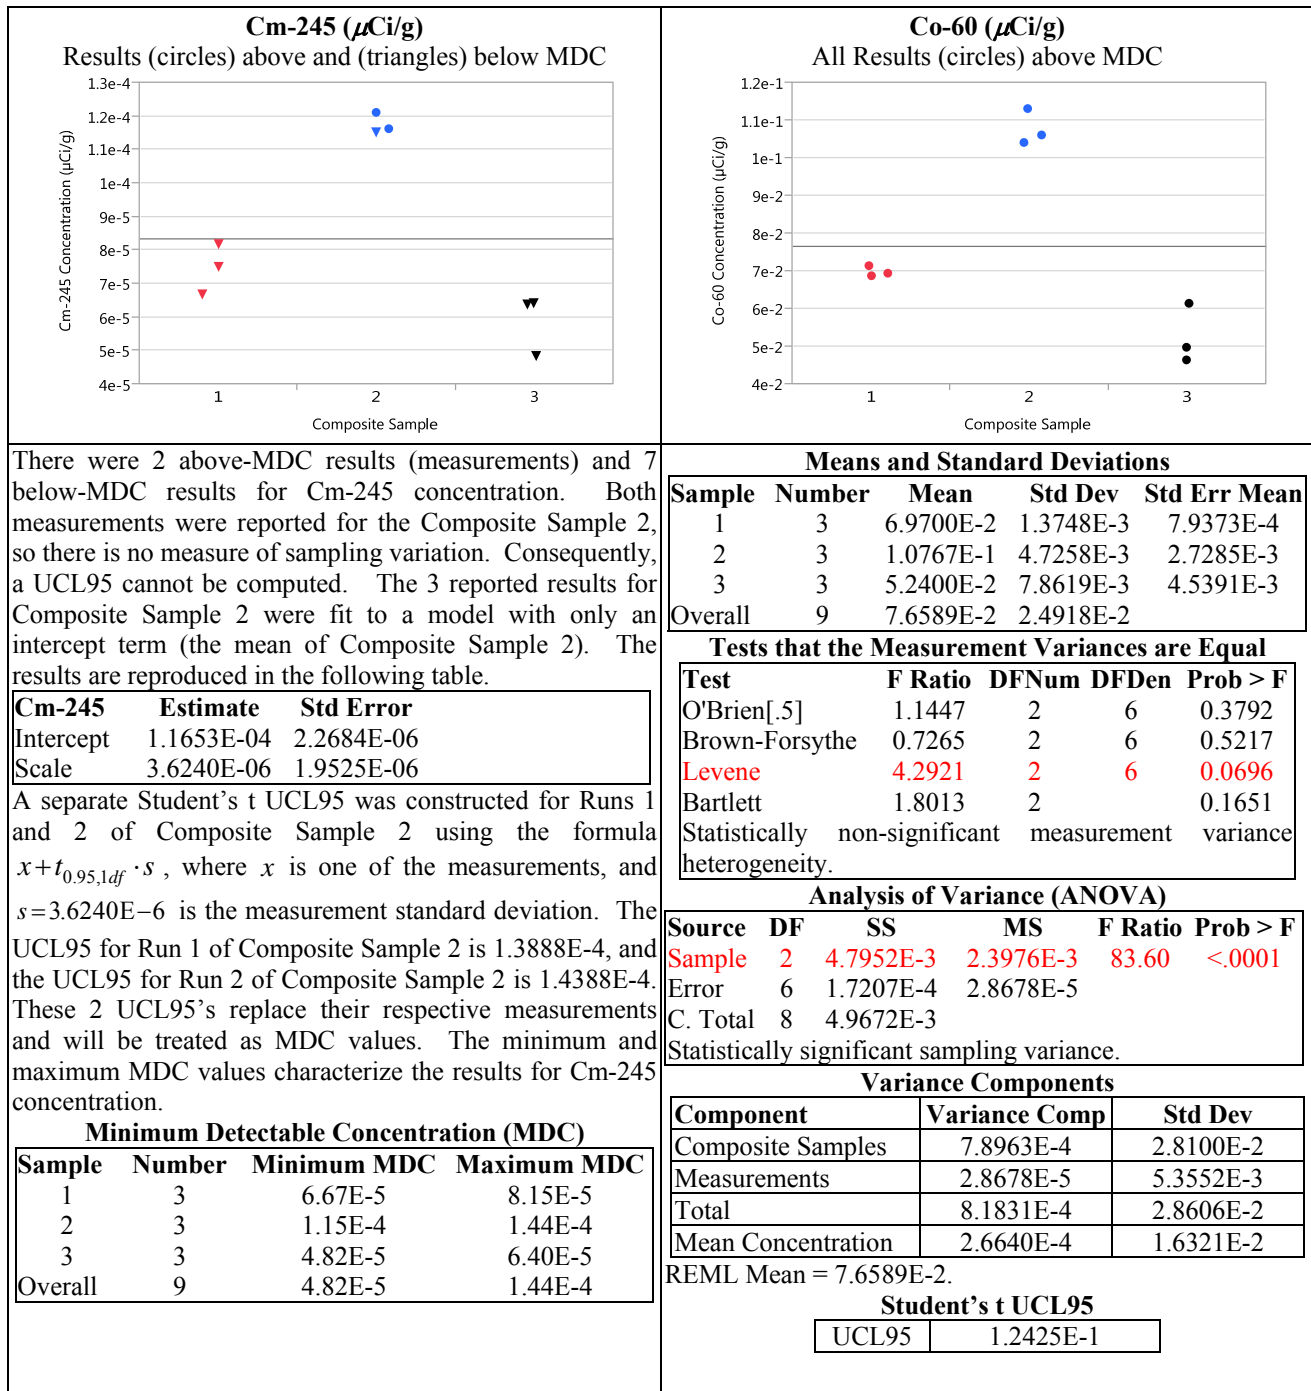 Cm-245 (μCi/g)
Results (circles) above and (triangles) below MDC
1.3e-4
1.2e-4
1.1e-4
1e-4
9e-5
8e-5
7e-5
6e-5
5e-5
4e-5
Cm-245 Concentration (μCi/g)
1 2 3
Composite Sample
There were 2 above-MDC results (measurements) and 7
below-MDC results for Cm-245 concentration. Both
measurements were reported for the Composite Sample 2,
so there is no measure of sampling variation. Consequently,
a UCL95 cannot be computed. The 3 reported results for
Composite Sample 2 were fit to a model with only an
intercept term (the mean of Composite Sample 2). The
results are reproduced in the following table.
Cm-245 Estimate Std Error
Intercept 1.1653E-04 2.2684E-06
Scale 3.6240E-06 1.9525E-06
A separate Student's t UCL95 was constructed for Runs 1
and 2 of Composite Sample 2 using the formula
x+t0.95,1df · s , where x is one of the measurements, and
s=3.6240E−6 is the measurement standard deviation. The
UCL95 for Run 1 of Composite Sample 2 is 1.3888E-4, and
the UCL95 for Run 2 of Composite Sample 2 is 1.4388E-4.
These 2 UCL95's replace their respective measurements
and will be treated as MDC values. The minimum and
maximum MDC values characterize the results for Cm-245
concentration.
Minimum Detectable Concentration (MDC)
Sample Number Minimum MDC Maximum MDC
1 3 6.67E-5 8.15E-5
2 3 1.15E-4 1.44E-4
3 3 4.82E-5 6.40E-5
Overall 9 4.82E-5 1.44E-4
Co-60 (μCi/g)
All Results (circles) above MDC
1.2e-1
1.1e-1
1e-1
9e-2
8e-2
7e-2
6e-2
5e-2
4e-2
Co-60 Concentration (μCi/g)
1 2 3
Composite Sample
Means and Standard Deviations
Sample Number Mean Std Dev Std Err Mean
1 3 6.9700E-2 1.3748E-3 7.9373E-4
2 3 1.0767E-1 4.7258E-3 2.7285E-3
3 3 5.2400E-2 7.8619E-3 4.5391E-3
Overall 9 7.6589E-2 2.4918E-2
Tests that the Measurement Variances are Equal
Test F Ratio DFNum DFDen Prob > F
O'Brien[.5] 1.1447 2 6 0.3792
Brown-Forsythe 0.7265 2 6 0.5217
Levene 4.2921 2 6 0.0696
Bartlett 1.8013 2 0.1651
Statistically non-significant measurement variance
heterogeneity.
Analysis of Variance (ANOVA)
Source DF SS MS F Ratio Prob > F
Sample 2 4.7952E-3 2.3976E-3 83.60 <.0001
Error 6 1.7207E-4 2.8678E-5
C. Total 8 4.9672E-3
Statistically significant sampling variance.
Variance Components
Component Variance Comp Std Dev
Composite Samples 7.8963E-4 2.8100E-2
Measurements 2.8678E-5 5.3552E-3
Total 8.1831E-4 2.8606E-2
Mean Concentration 2.6640E-4 1.6321E-2
REML Mean = 7.6589E-2.
Student's t UCL95
UCL95 1.2425E-1